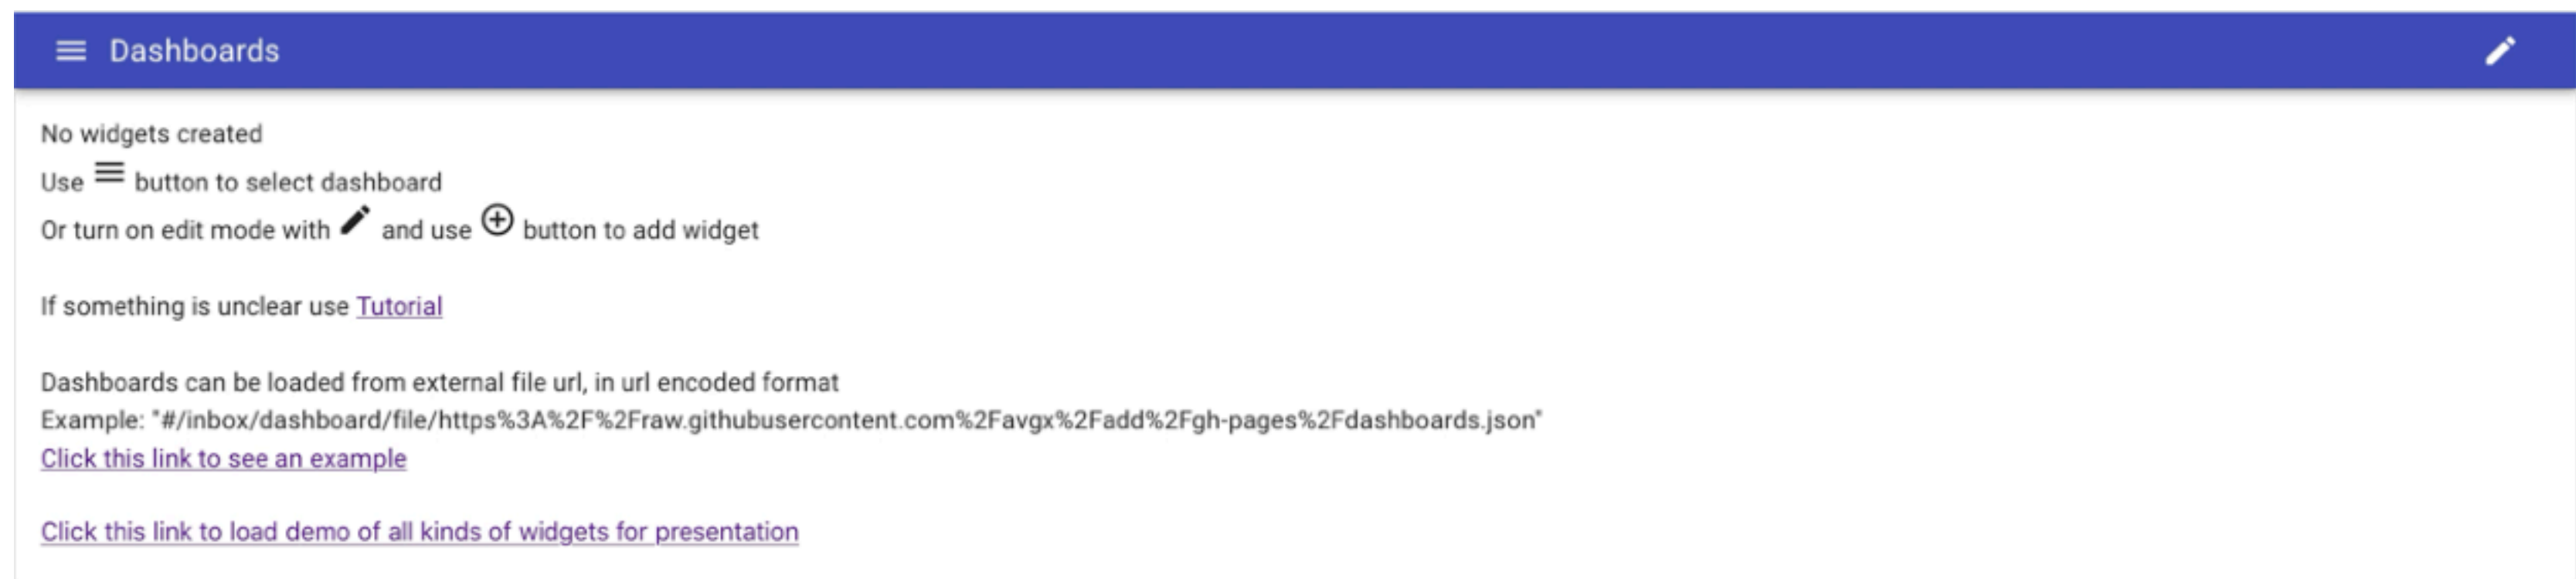 Dashboards
No widgets created
Use button to select dashboard
Or turn on edit mode with and use button to add widget
If something is unclear use Tutorial
Dashboards can be loaded from external file url, in url encoded format
Example: "#/inbox/dashboard/file/https%3A%2F%2Fraw.githubusercontent.com%2Favgx%2Fadd%2Fgh-pages%2Fdashboards.json"
Click this link to see an example
Click this link to load demo of all kinds of widgets for presentation